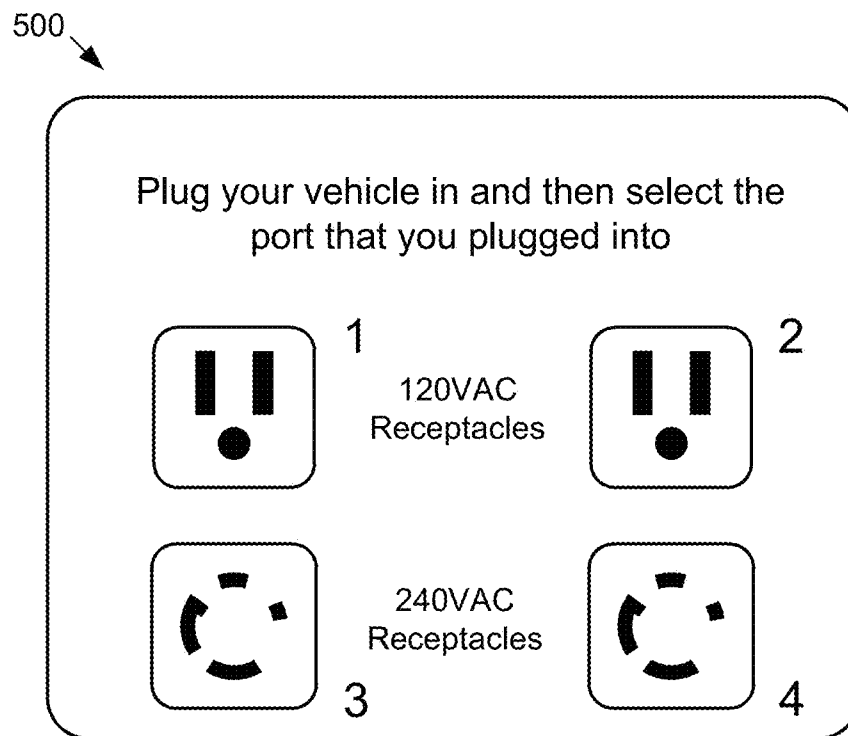 500
Plug your vehicle in and then select the
port that you plugged into
1
2
120VAC
Receptacles
240VAC
Receptacles
3
4